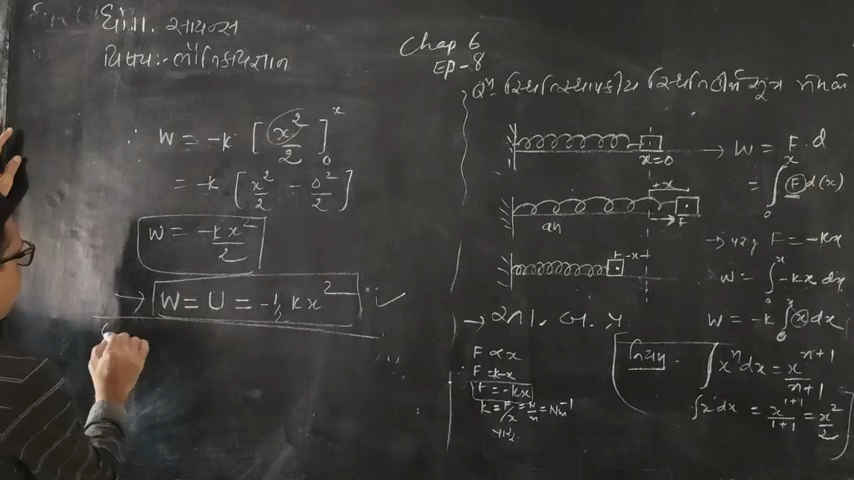 ધો.11. સાયન્સ
વિષય:- ભૌતિકવિજ્ઞાન
Chap 6
EP-8
∴ W = -k [x²/2]₀ˣ
= -k [x²/2 - 0²/2]
W = -kx²/2
→ W = U = -½ kx²
Qⁿ
x=0
+x
→F
-x
→ W = F·d
= ∫₀ˣ F d(x)
→ પરંતુ F = -kx
W = ∫₀ˣ -kx dx
W = -k ∫₀ˣ x dx
F ∝ x
F = k·x
F = -kx
k = F/x = N/m = Nm⁻¹
નિયમ ∫xⁿdx = xⁿ⁺¹/n+1
∫x¹dx = x¹⁺¹/1+1 = x²/2